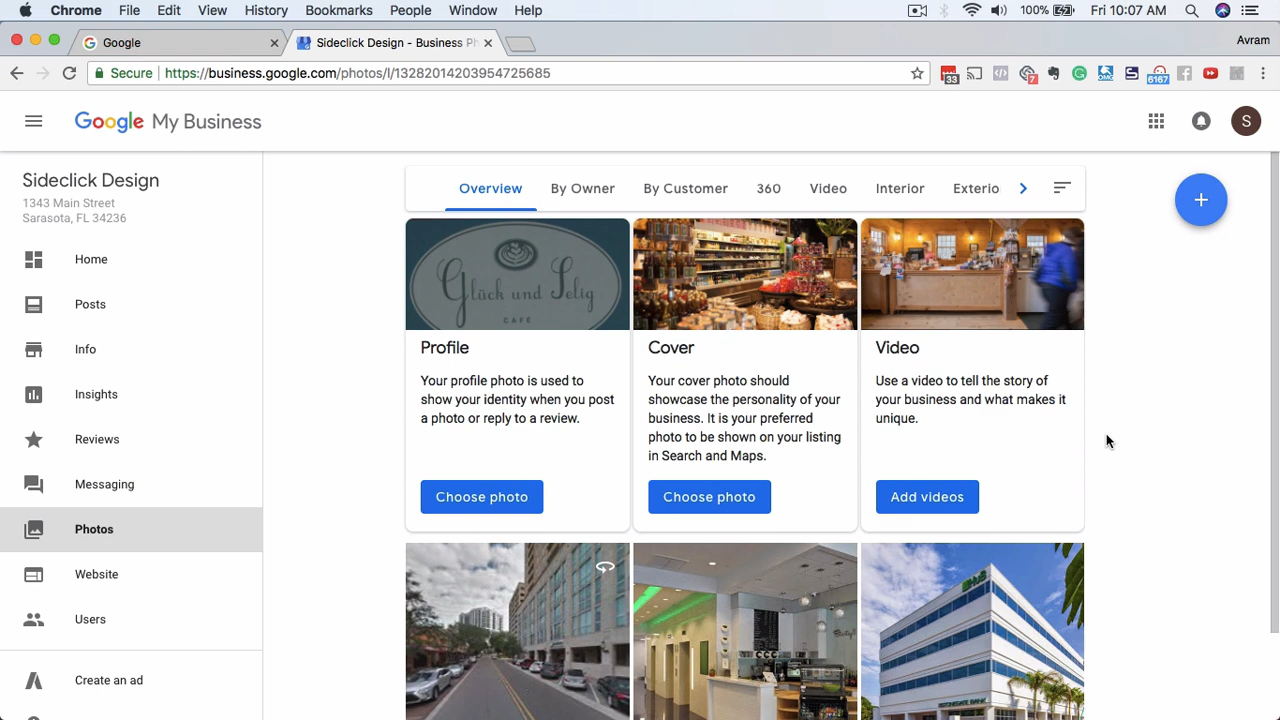 Chrome File Edit View History Bookmarks People Window Help 100% Fri 10:07 AM
Google Sideclick Design - Business Ph Avram
Secure https://business.google.com/photos/l/13282014203954725685 33 7 6167
Google My Business S
Sideclick Design
1343 Main Street
Sarasota, FL 34236
Home
Posts
Info
Insights
Reviews
Messaging
Photos
Website
Users
Create an ad
Overview By Owner By Customer 360 Video Interior Exterio
Glück und Selig
CAFÉ
Profile
Your profile photo is used to
show your identity when you post
a photo or reply to a review.
Choose photo
Cover
Your cover photo should
showcase the personality of your
business. It is your preferred
photo to be shown on your listing
in Search and Maps.
Choose photo
Video
Use a video to tell the story of
your business and what makes it
unique.
Add videos